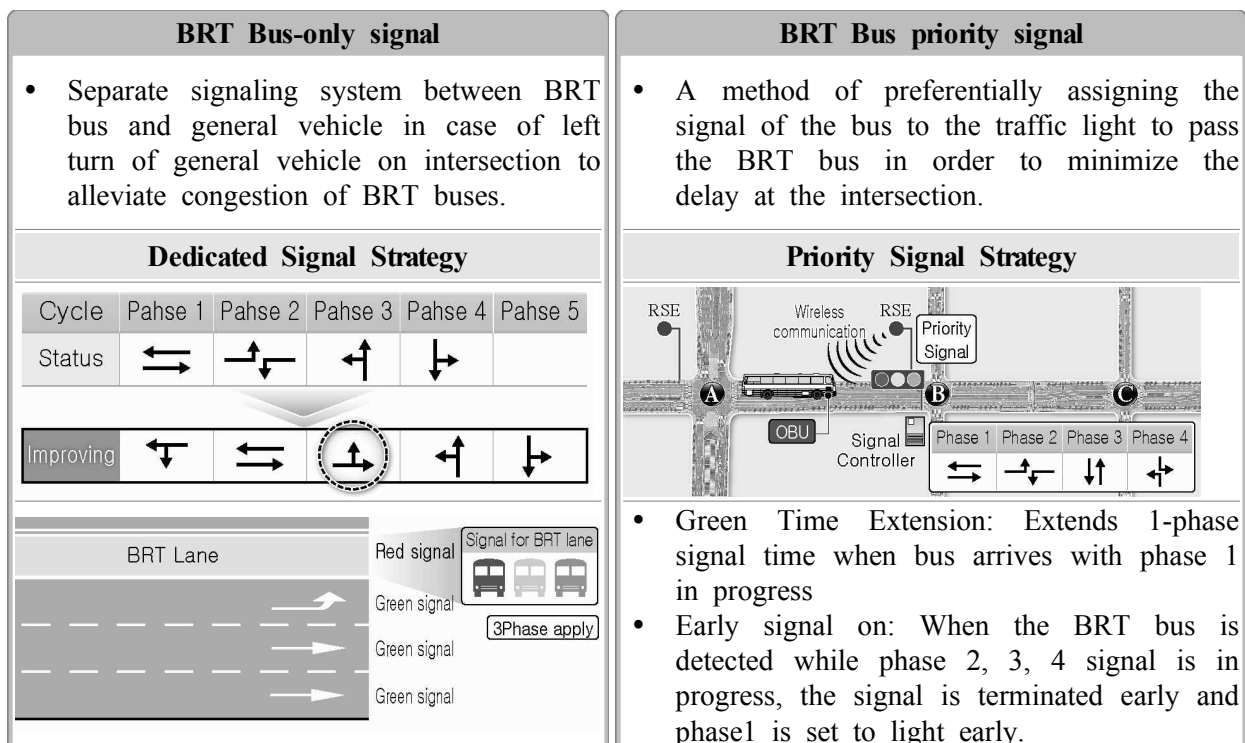 BRT Bus-only signal
• Separate signaling system between BRT
bus and general vehicle in case of left
turn of general vehicle on intersection to
alleviate congestion of BRT buses.
Dedicated Signal Strategy
Cycle Pahse 1 Pahse 2 Pahse 3 Pahse 4 Pahse 5
Status
Improving
BRT Lane
Red signal
Signal for BRT lane
Green signal
3Phase apply
Green signal
Green signal
BRT Bus priority signal
• A method of preferentially assigning the
signal of the bus to the traffic light to pass
the BRT bus in order to minimize the
delay at the intersection.
Priority Signal Strategy
RSE
Wireless
communication
RSE
Priority
Signal
A
B
C
OBU
Signal
Controller
Phase 1 Phase 2 Phase 3 Phase 4
• Green Time Extension: Extends 1-phase
signal time when bus arrives with phase 1
in progress
• Early signal on: When the BRT bus is
detected while phase 2, 3, 4 signal is in
progress, the signal is terminated early and
phase1 is set to light early.